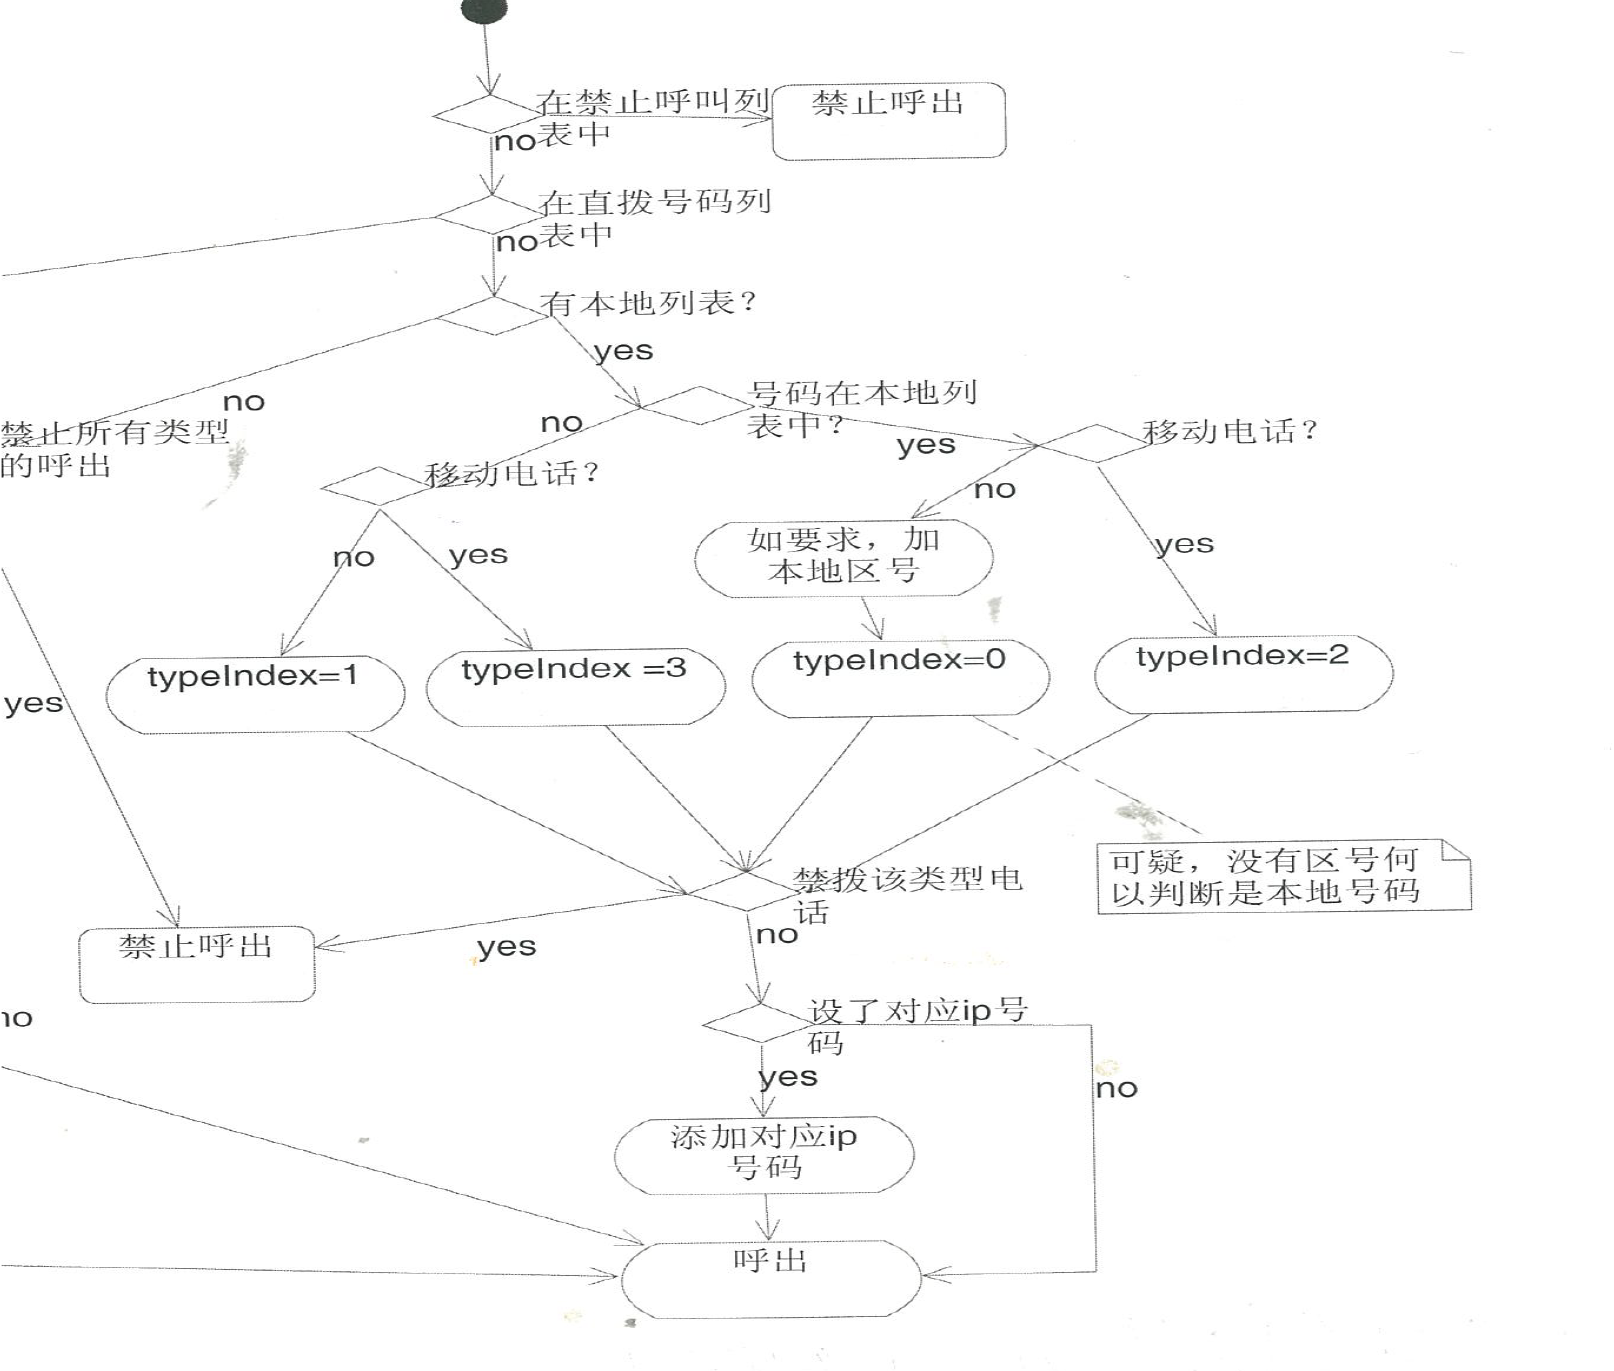 在禁止呼叫列
表中
禁止呼出
no
在直拨号码列
表中
no
有本地列表？
yes
no
号码在本地列
表中？
no
yes
移动电话？
禁止所有类型
的呼出
移动电话？
no
no
yes
如要求，加
本地区号
yes
typeIndex=1
typeIndex =3
typeIndex=0
typeIndex=2
yes
可疑，没有区号何
以判断是本地号码
禁拨该类型电
话
禁止呼出
yes
no
设了对应ip号
码
no
yes
no
添加对应ip
号码
呼出